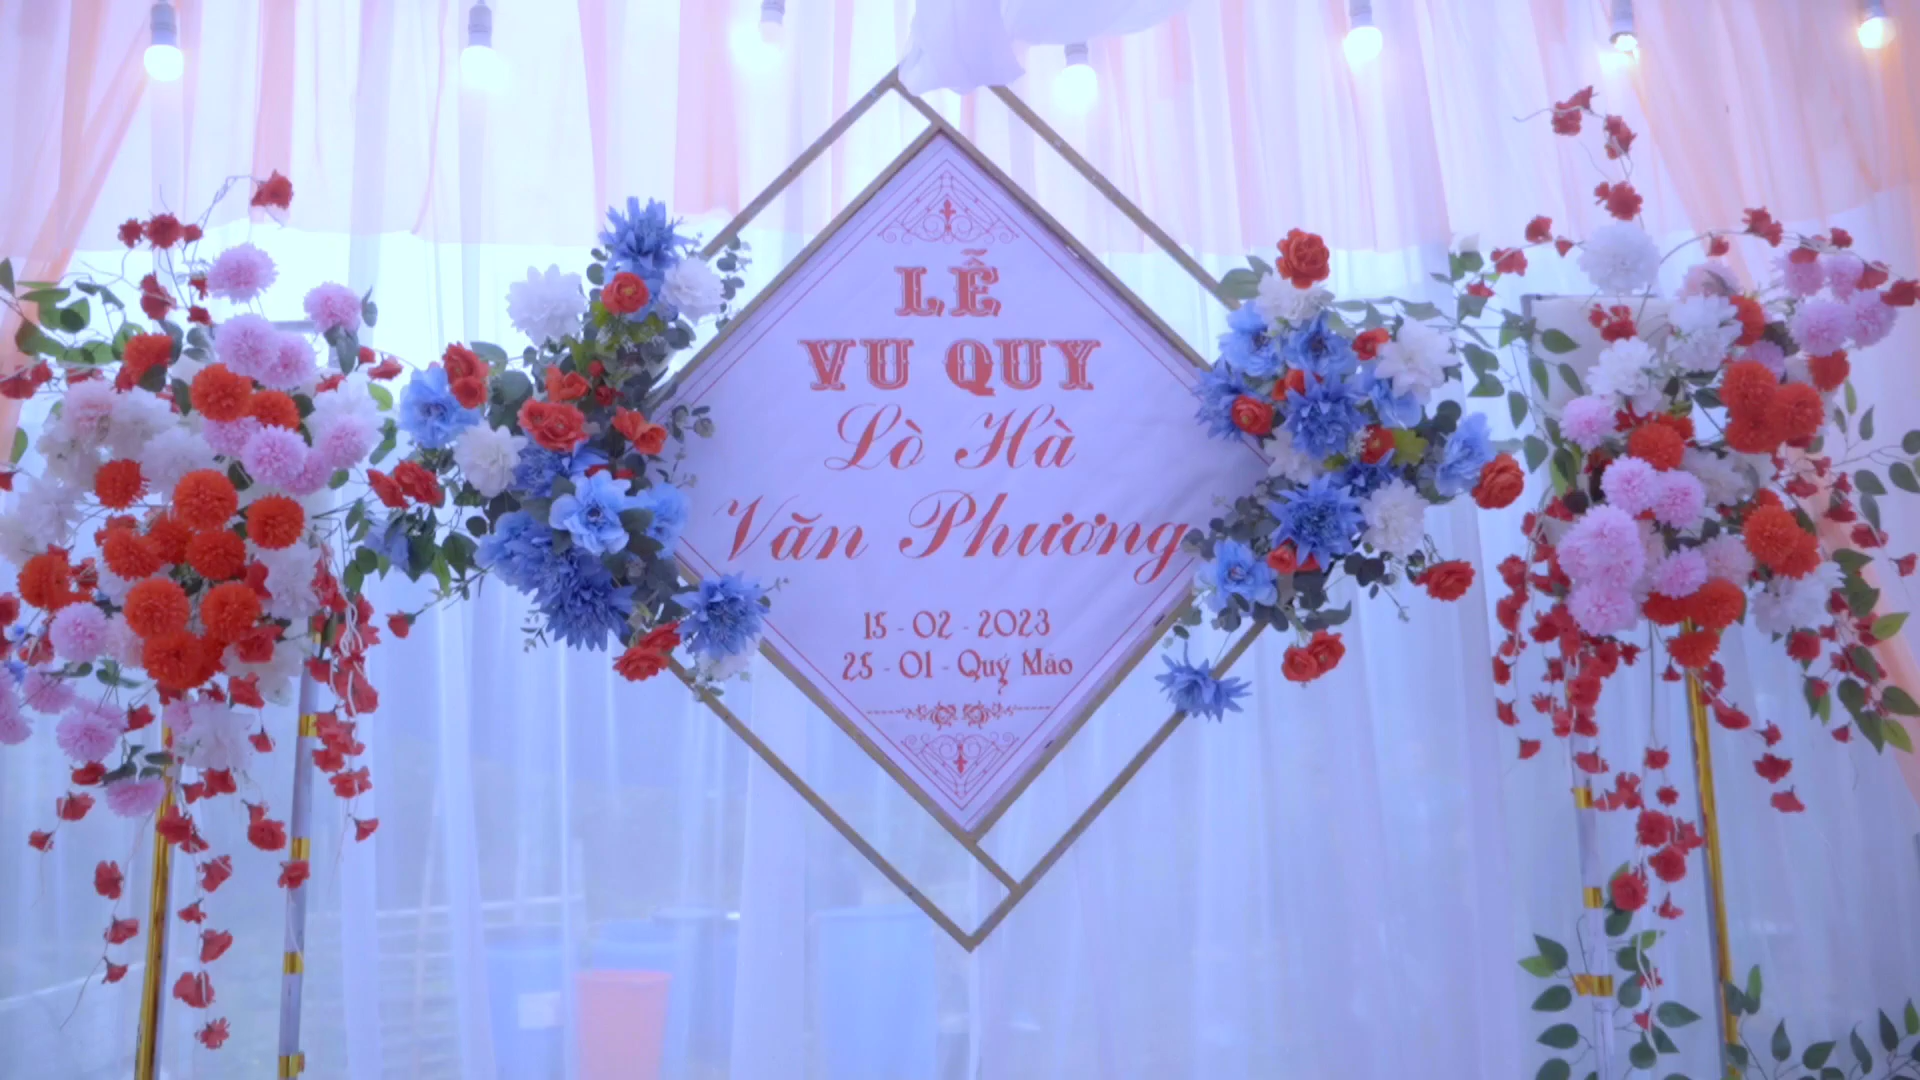 LỄ
VU QUY
Lò Hà
Văn Phương
15 - 02 - 2023
25 - 01 - Quý Mão